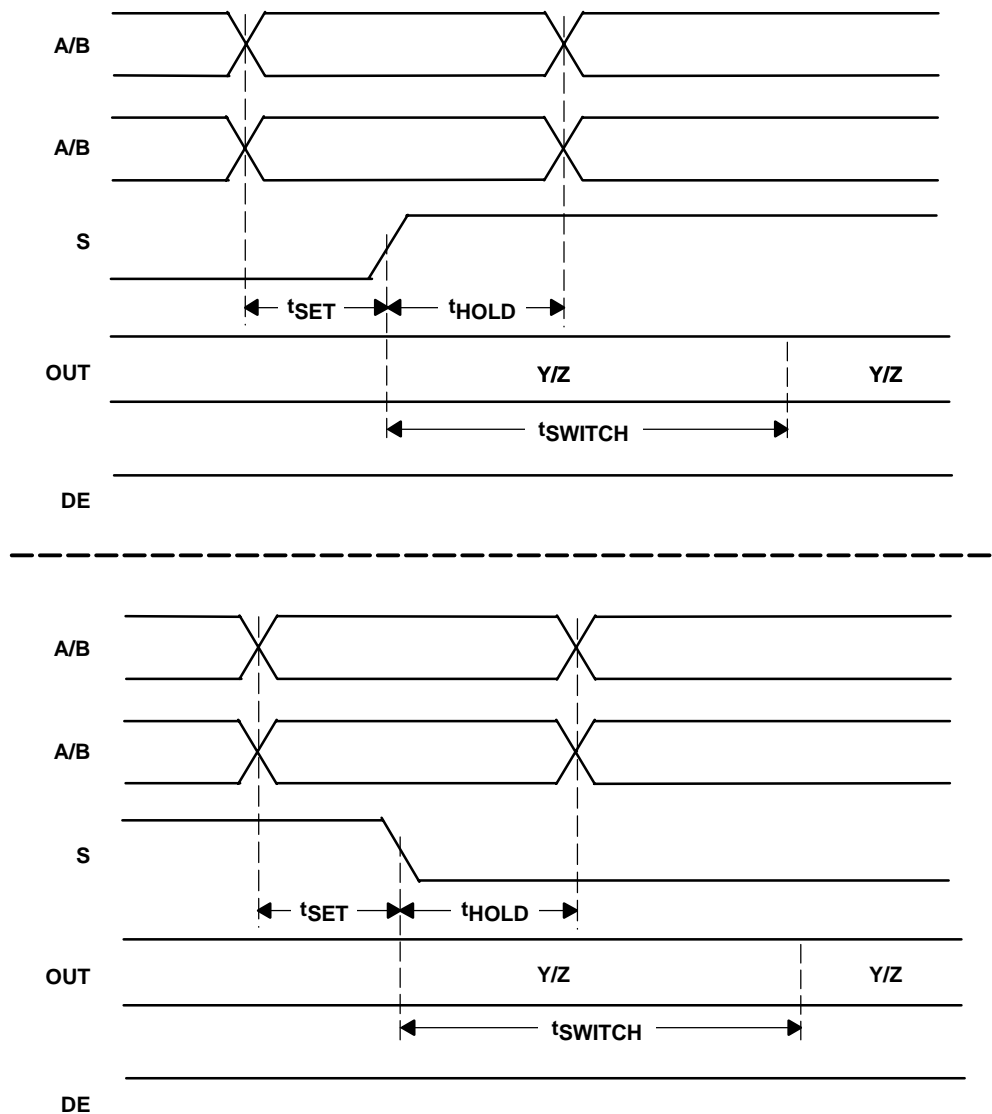 A/B
A/B
S
tSET tHOLD
OUT Y/Z Y/Z
tSWITCH
DE
A/B
A/B
S
tSET tHOLD
OUT Y/Z Y/Z
tSWITCH
DE